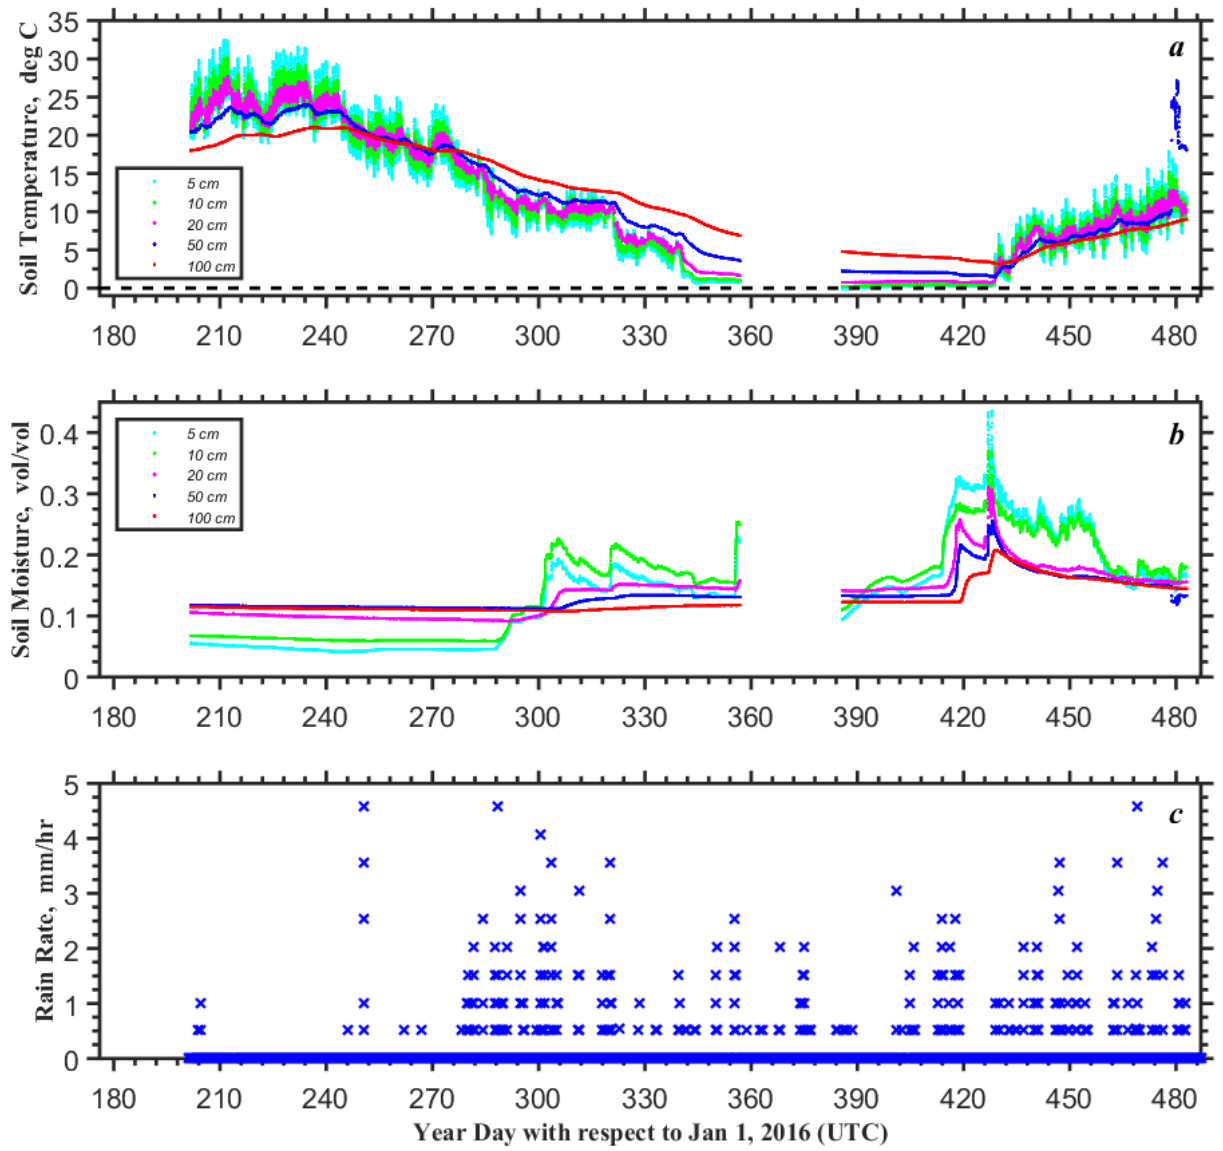 35
30
25
20
15
10
5
0
Soil Temperature, deg C
a
5 cm
10 cm
20 cm
50 cm
100 cm
180 210 240 270 300 330 360 390 420 450 480
0.4
0.3
0.2
0.1
0
Soil Moisture, vol/vol
b
5 cm
10 cm
20 cm
50 cm
100 cm
180 210 240 270 300 330 360 390 420 450 480
5
4
3
2
1
0
Rain Rate, mm/hr
c
180 210 240 270 300 330 360 390 420 450 480
Year Day with respect to Jan 1, 2016 (UTC)